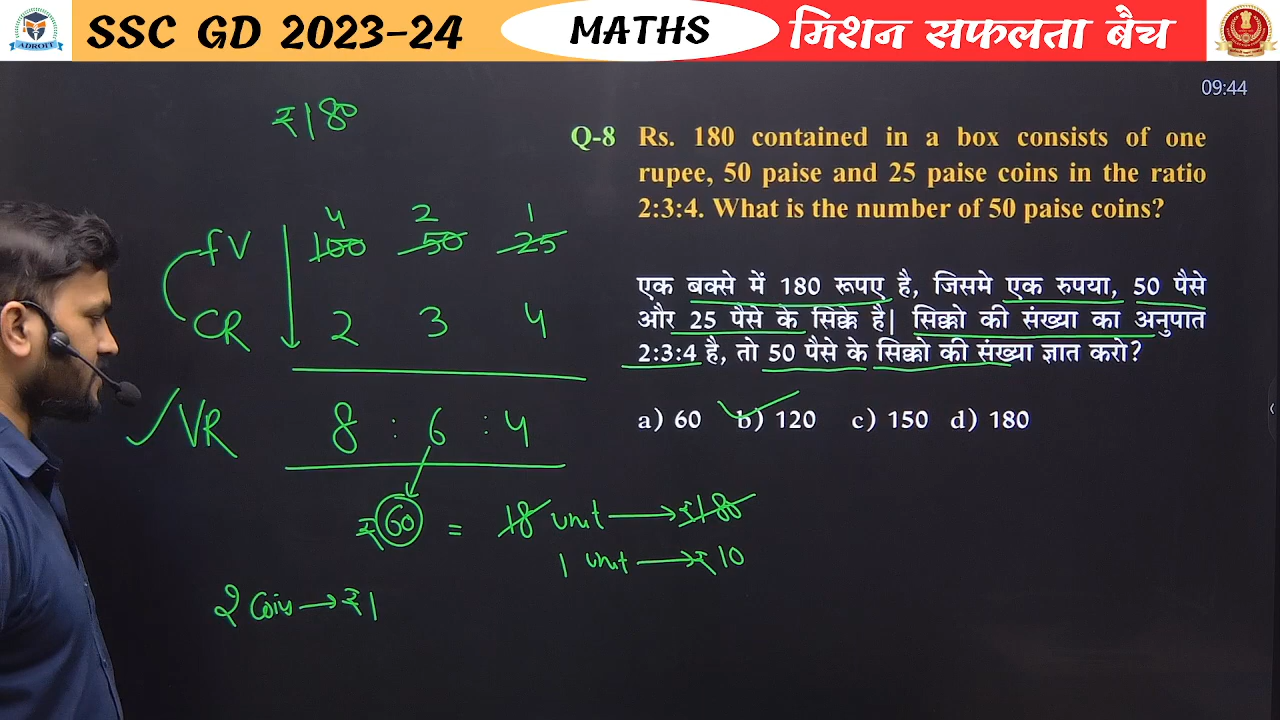 SSC GD 2023-24 MATHS मिशन सफलता बैच
ADROIT
09:44
Q-8 Rs. 180 contained in a box consists of one
rupee, 50 paise and 25 paise coins in the ratio
2:3:4. What is the number of 50 paise coins?
एक बक्से में 180 रूपए है, जिसमे एक रुपया, 50 पैसे
और 25 पैसे के सिक्के है| सिक्को की संख्या का अनुपात
2:3:4 है, तो 50 पैसे के सिक्को की संख्या ज्ञात करो?
a) 60 b) 120 c) 150 d) 180
₹180
4 2 1
FV 100 50 25
CR 2 3 4
VR 8 : 6 : 4
₹60 = 18 unit → ₹180
1 unit → ₹10
2 Coins → ₹1